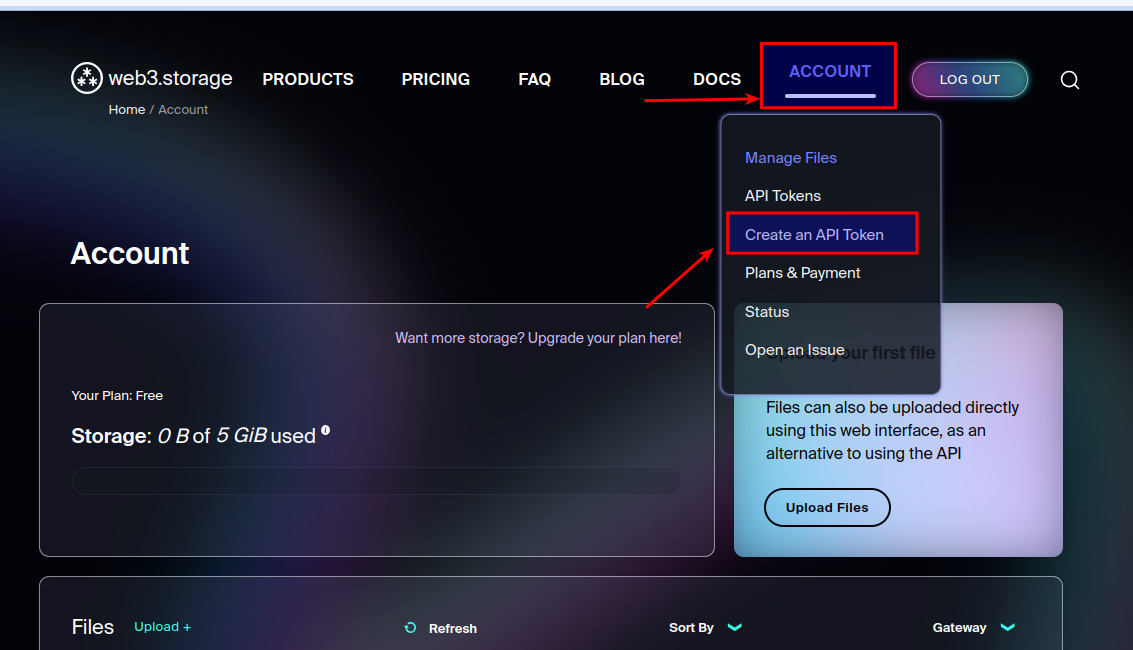 web3.storage
PRODUCTS
PRICING
FAQ
BLOG
DOCS
ACCOUNT
LOG OUT
Home / Account
Manage Files
API Tokens
Create an API Token
Plans & Payment
Status
Open an Issue
Account
Want more storage? Upgrade your plan here!
Your Plan: Free
Storage: 0 B of 5 GiB used
Upload your first file
Files can also be uploaded directly
using this web interface, as an
alternative to using the API
Upload Files
Files
Upload +
Refresh
Sort By
Gateway